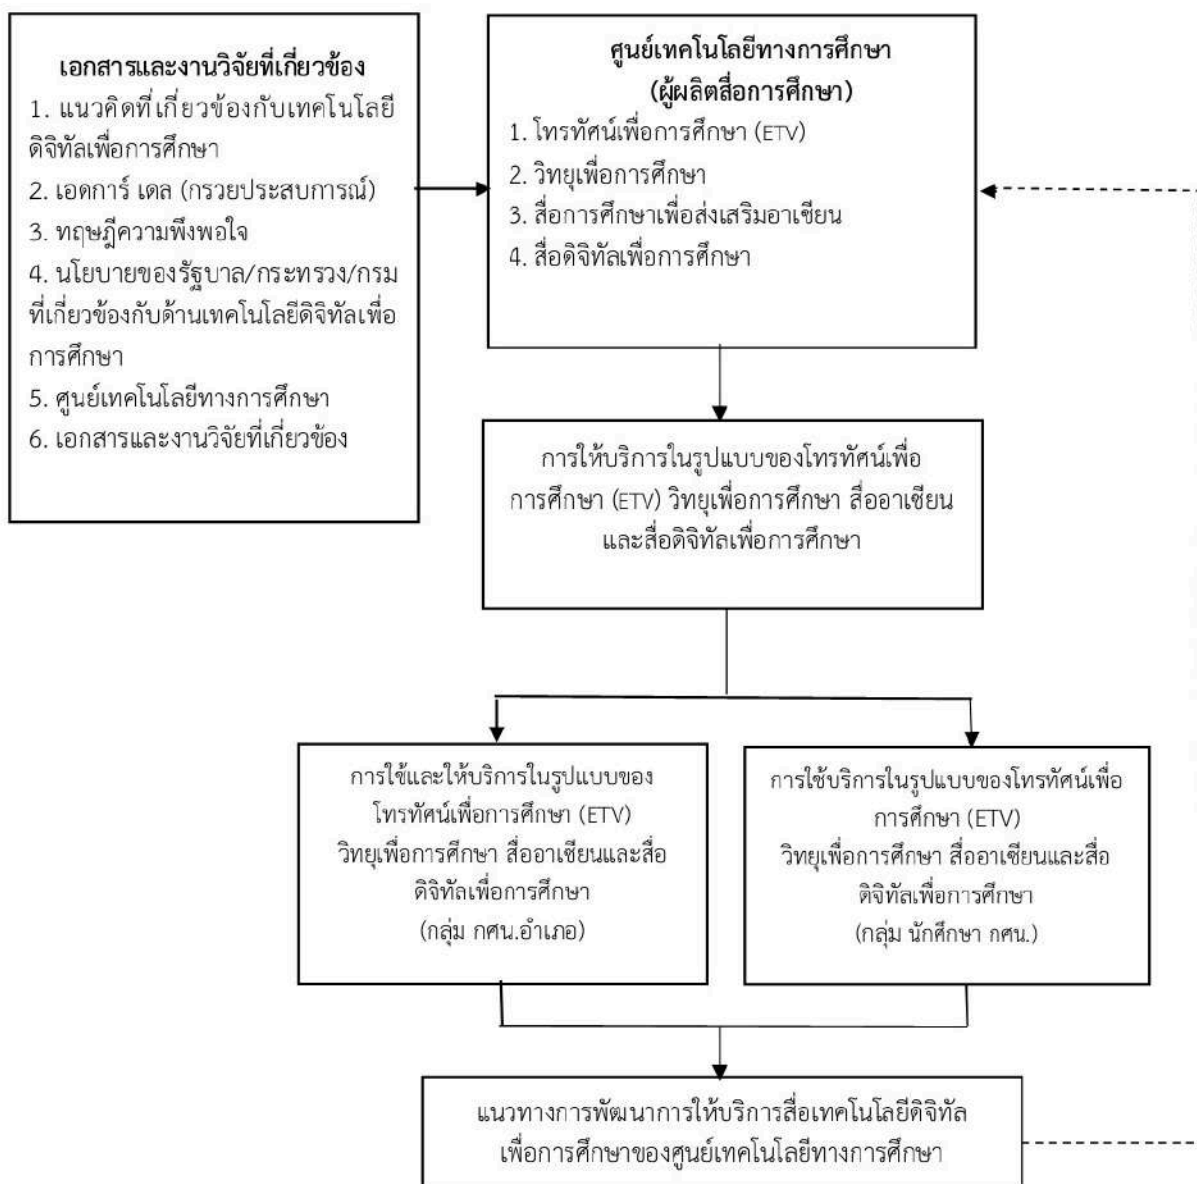 เอกสารและงานวิจัยที่เกี่ยวข้อง
1. แนวคิดที่เกี่ยวข้องกับเทคโนโลยี
ดิจิทัลเพื่อการศึกษา
2. เอดการ์ เดล (กรวยประสบการณ์)
3. ทฤษฎีความพึงพอใจ
4. นโยบายของรัฐบาล/กระทรวง/กรม
ที่เกี่ยวข้องกับด้านเทคโนโลยีดิจิทัลเพื่อ
การศึกษา
5. ศูนย์เทคโนโลยีทางการศึกษา
6. เอกสารและงานวิจัยที่เกี่ยวข้อง
ศูนย์เทคโนโลยีทางการศึกษา
(ผู้ผลิตสื่อการศึกษา)
1. โทรทัศน์เพื่อการศึกษา (ETV)
2. วิทยุเพื่อการศึกษา
3. สื่อการศึกษาเพื่อส่งเสริมอาเซียน
4. สื่อดิจิทัลเพื่อการศึกษา
การให้บริการในรูปแบบของโทรทัศน์เพื่อ
การศึกษา (ETV) วิทยุเพื่อการศึกษา สื่ออาเซียน
และสื่อดิจิทัลเพื่อการศึกษา
การใช้และให้บริการในรูปแบบของ
โทรทัศน์เพื่อการศึกษา (ETV)
วิทยุเพื่อการศึกษา สื่ออาเซียนและสื่อ
ดิจิทัลเพื่อการศึกษา
(กลุ่ม กศน.อำเภอ)
การใช้บริการในรูปแบบของโทรทัศน์เพื่อ
การศึกษา (ETV)
วิทยุเพื่อการศึกษา สื่ออาเซียนและสื่อ
ดิจิทัลเพื่อการศึกษา
(กลุ่ม นักศึกษา กศน.)
แนวทางการพัฒนาการให้บริการสื่อเทคโนโลยีดิจิทัล
เพื่อการศึกษาของศูนย์เทคโนโลยีทางการศึกษา